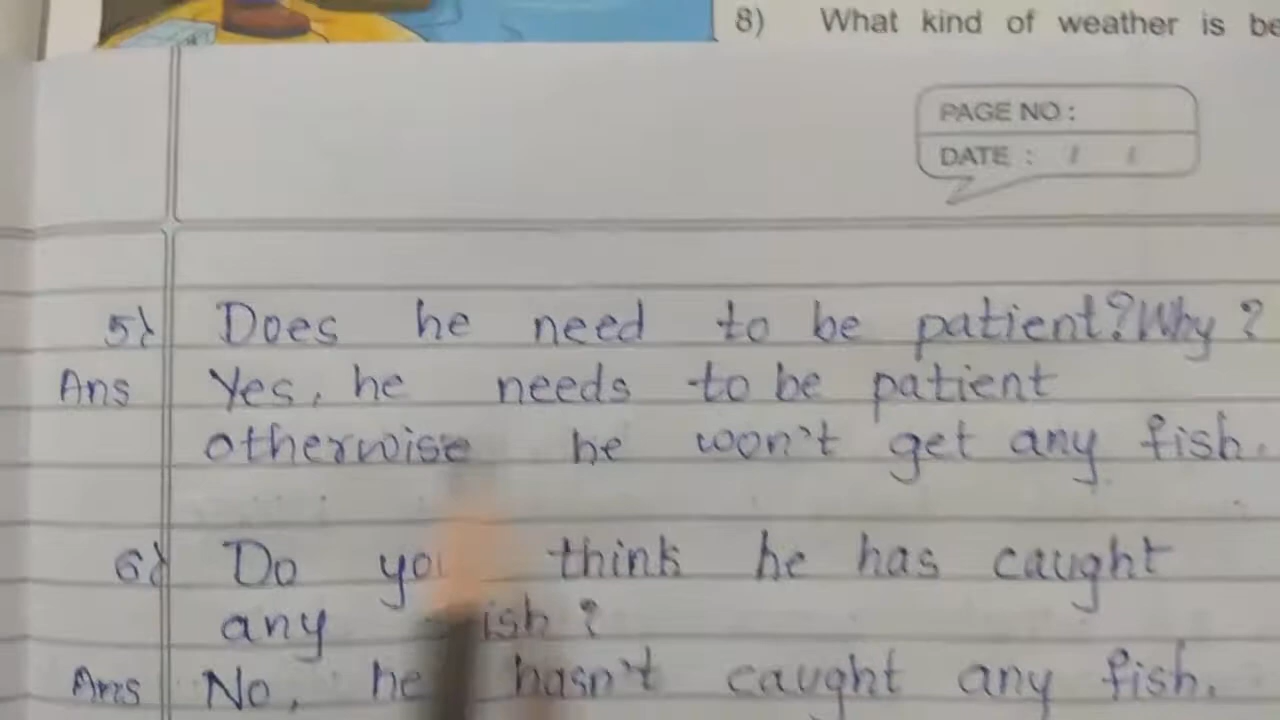 8) What kind of weather is be
PAGE NO :
DATE : / /
5) Does he need to be patient? Why ?
Ans Yes, he needs to be patient
otherwise he won't get any fish.
6) Do think he has caught
any ?
Ans No, he hasn't caught any fish.